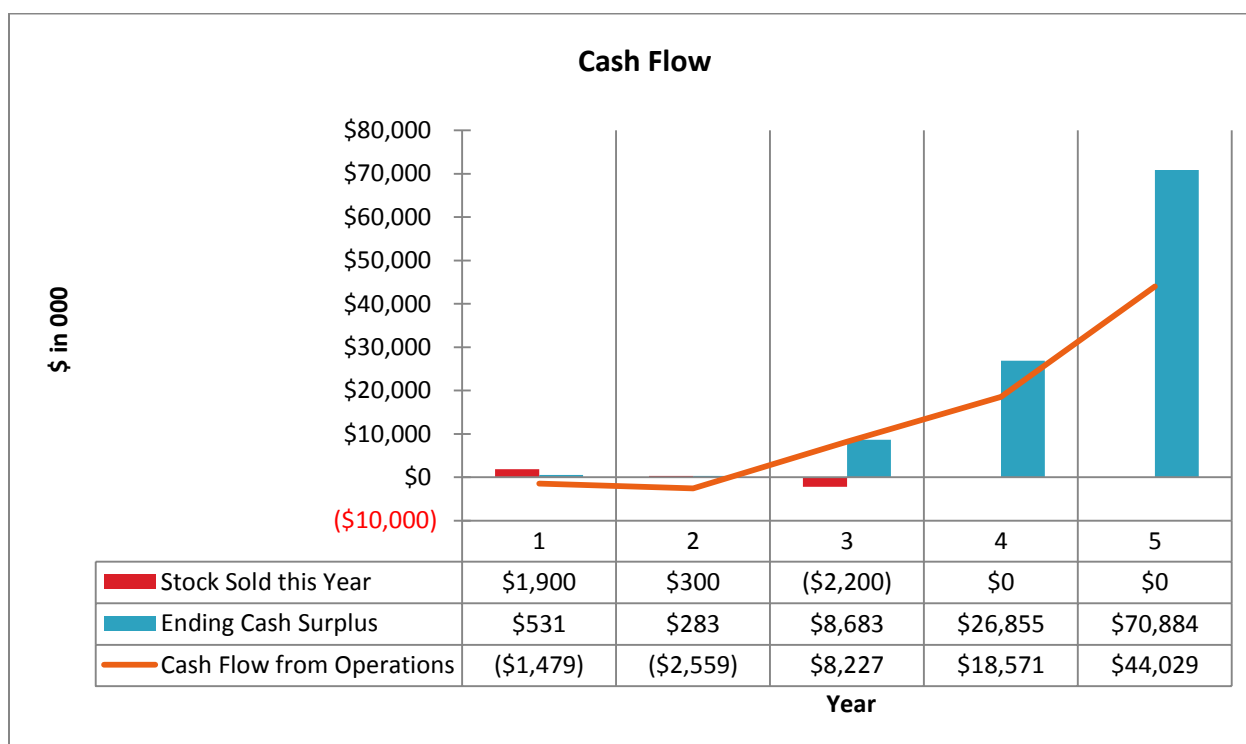 Cash Flow
$80,000
$70,000
$60,000
$50,000
$40,000
$30,000
$20,000
$10,000
$0
($10,000)
$ in 000
1 2 3 4 5
Stock Sold this Year $1,900 $300 ($2,200) $0 $0
Ending Cash Surplus $531 $283 $8,683 $26,855 $70,884
Cash Flow from Operations ($1,479) ($2,559) $8,227 $18,571 $44,029
Year